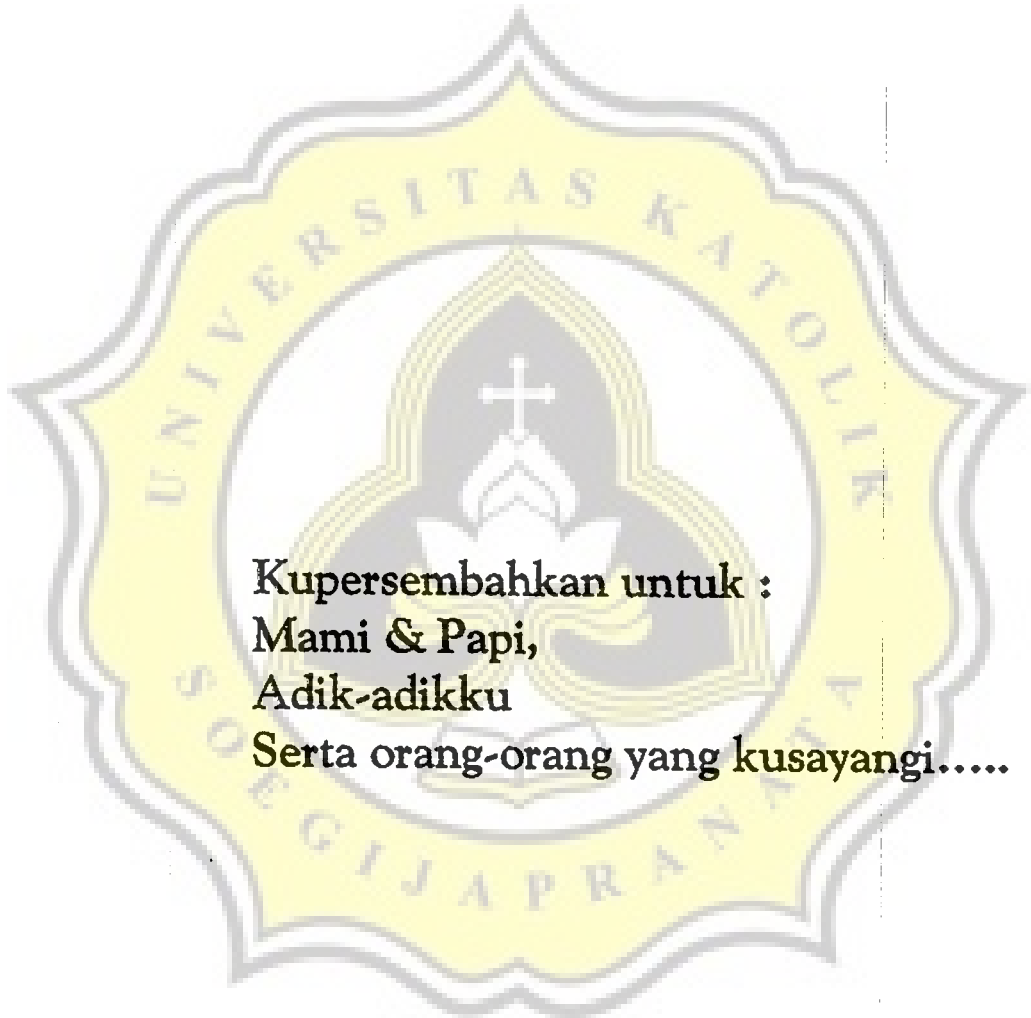 UNIVERSITAS KATOLIK
SOEGIJAPRANATA
Kupersembahkan untuk :
Mami & Papi,
Adik-adikku
Serta orang-orang yang kusayangi.....